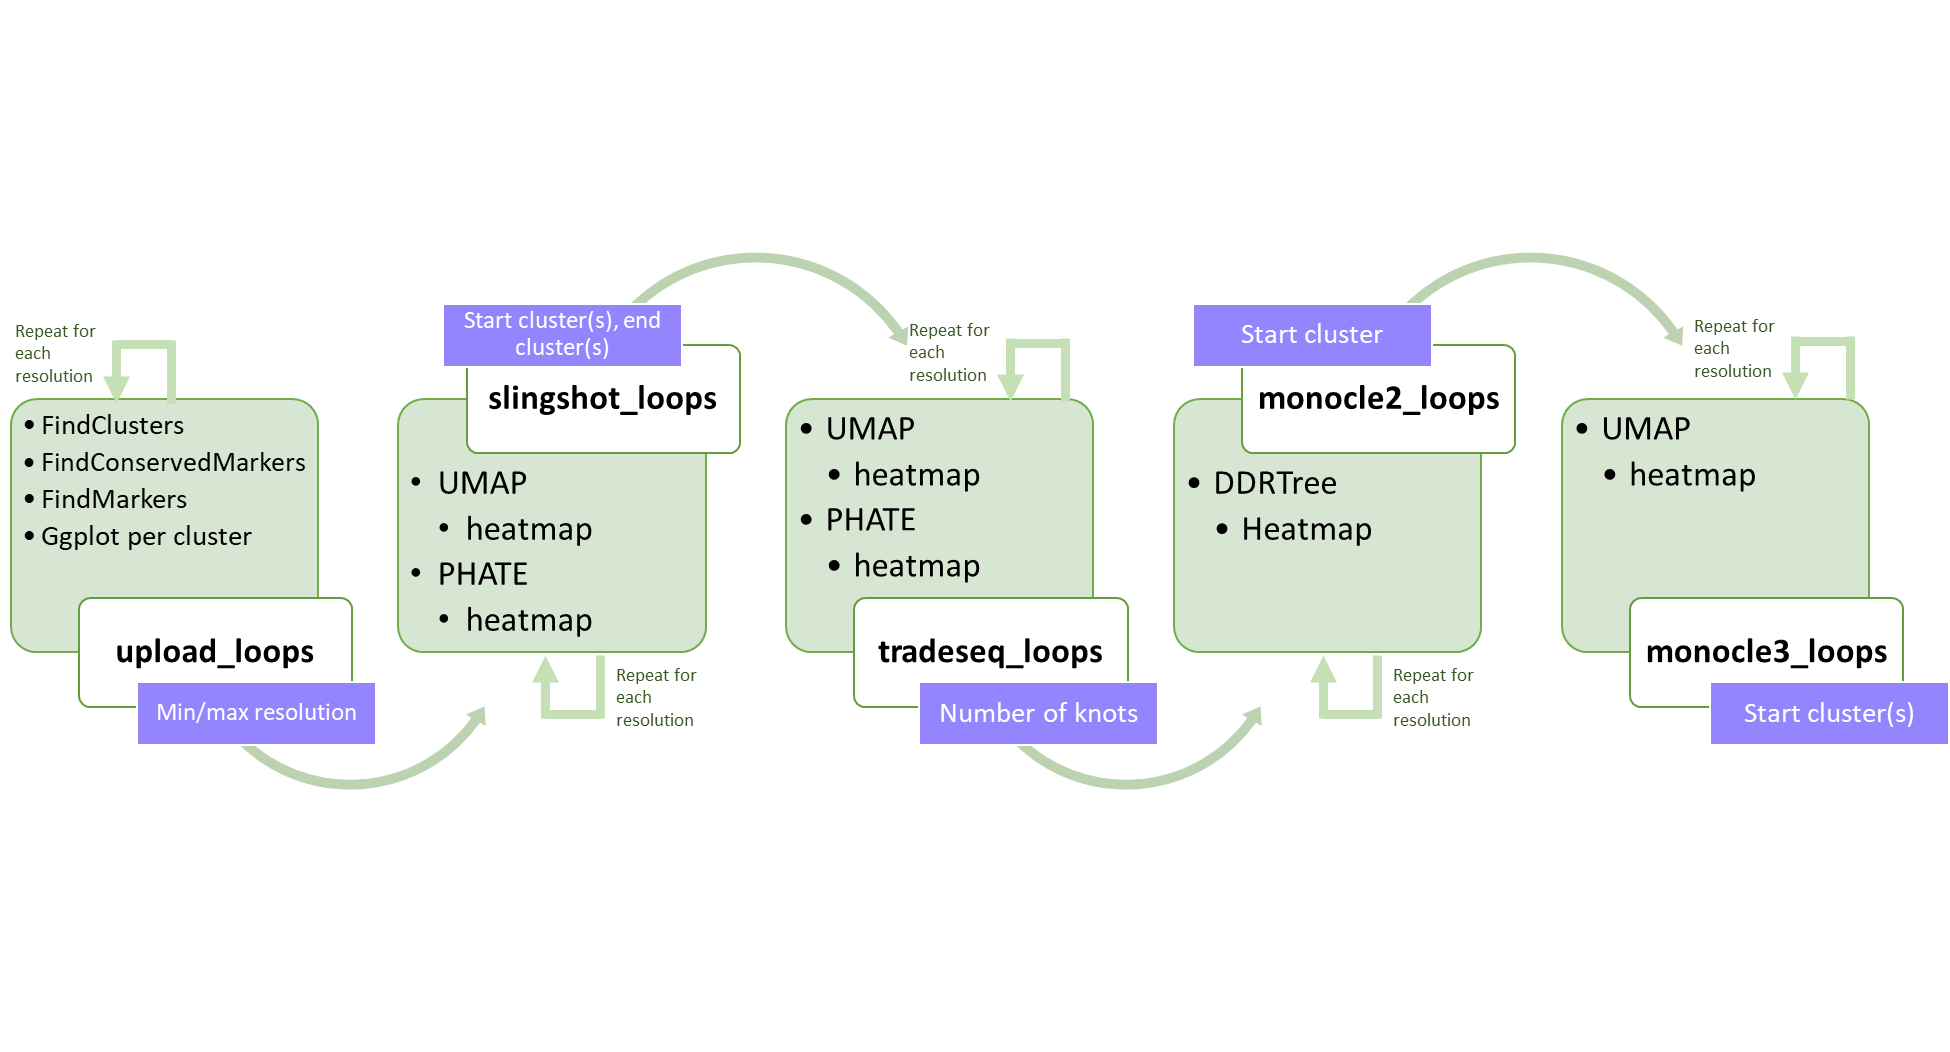 Repeat for
each
resolution
• FindClusters
• FindConservedMarkers
• FindMarkers
• Ggplot per cluster
upload_loops
Min/max resolution
Start cluster(s), end
cluster(s)
slingshot_loops
• UMAP
• heatmap
• PHATE
• heatmap
Repeat for
each
resolution
Repeat for
each
resolution
• UMAP
• heatmap
• PHATE
• heatmap
tradeseq_loops
Number of knots
Start cluster
monocle2_loops
• DDRTree
• Heatmap
Repeat for
each
resolution
Repeat for
each
resolution
• UMAP
• heatmap
monocle3_loops
Start cluster(s)